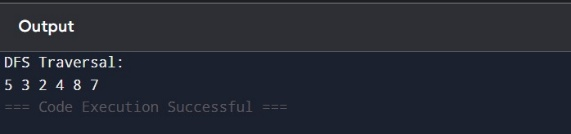 Output
DFS Traversal:
5 3 2 4 8 7
=== Code Execution Successful ===